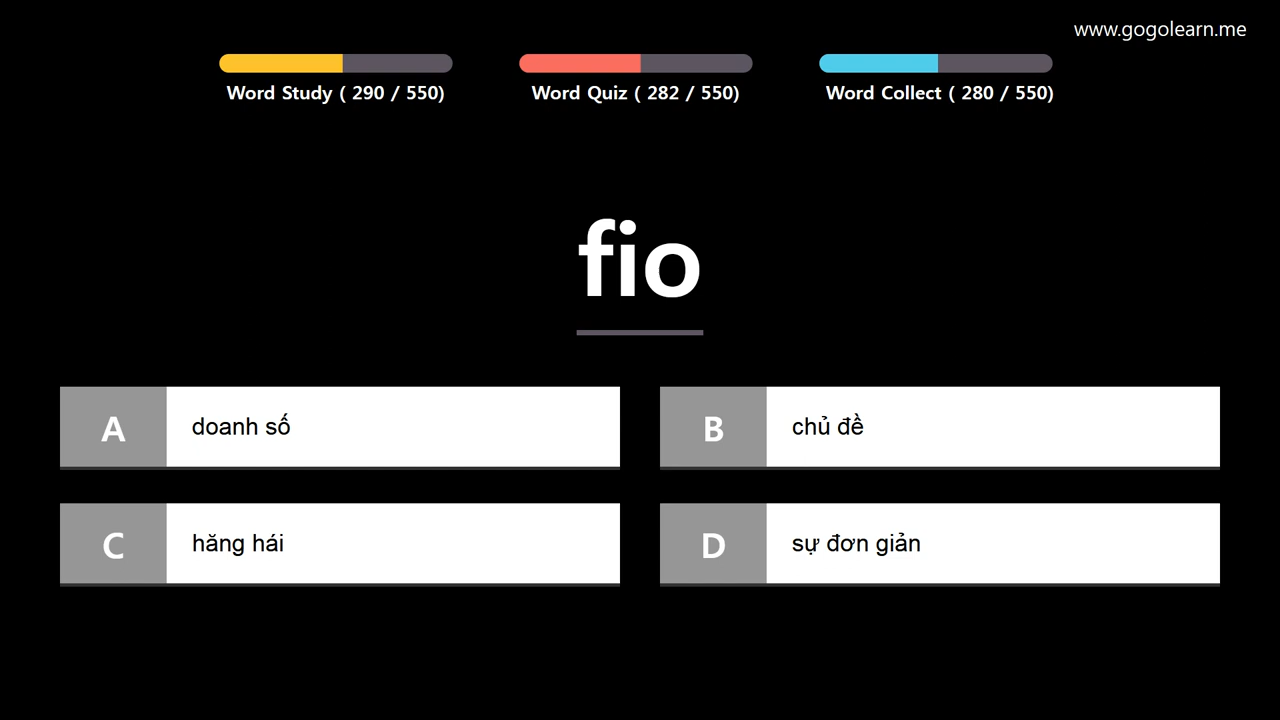 www.gogolearn.me
Word Study ( 290 / 550)
Word Quiz ( 282 / 550)
Word Collect ( 280 / 550)
fio
A doanh số
B chủ đề
C hăng hái
D sự đơn giản